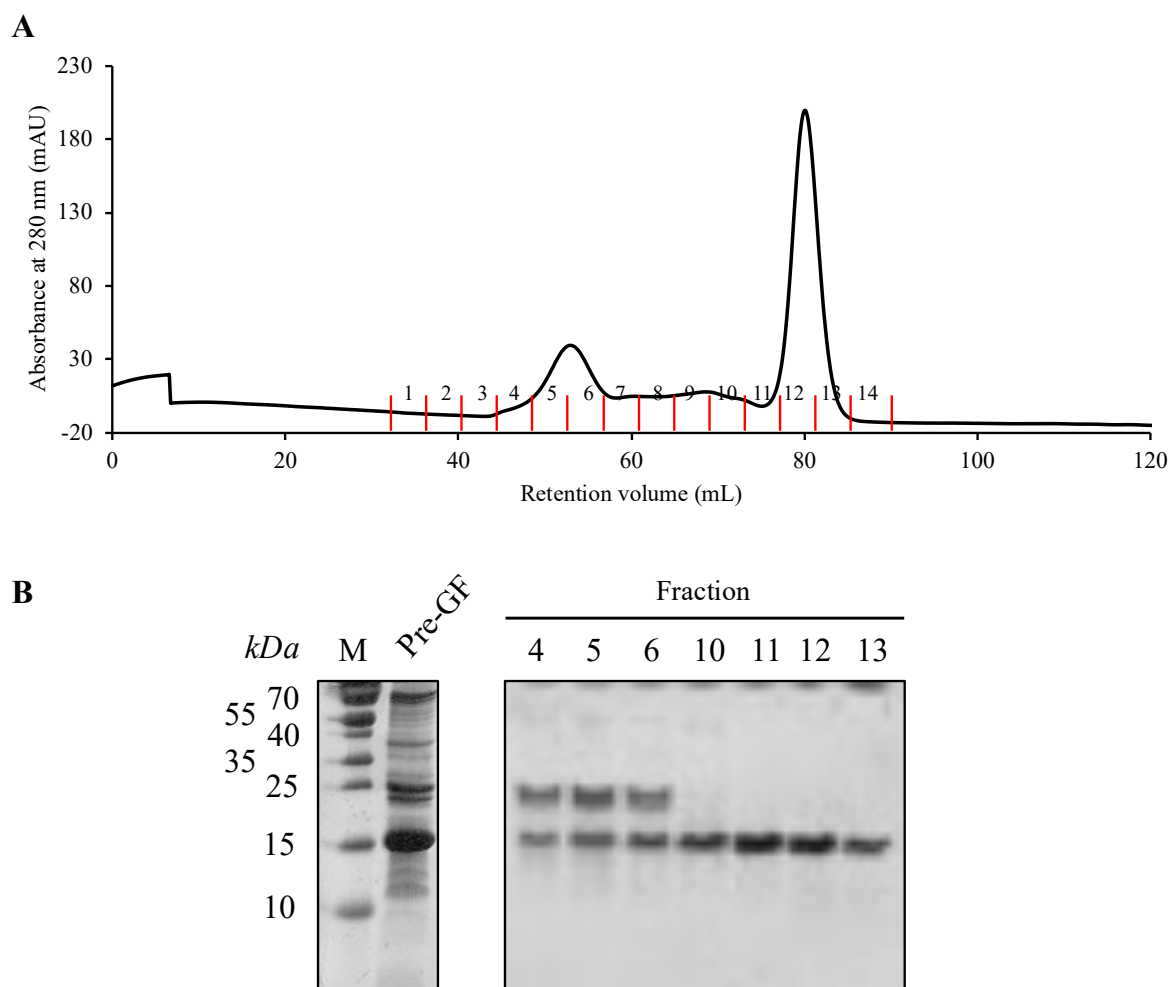 A
230
180
130
80
30
-20
Absorbance at 280 nm (mAU)
1 2 3 4 5 6 7 8 9 10 11 12 13 14
0 20 40 60 80 100 120
Retention volume (mL)
B
Fraction
kDa M Pre-GF 4 5 6 10 11 12 13
70
55
40
35
25
15
10